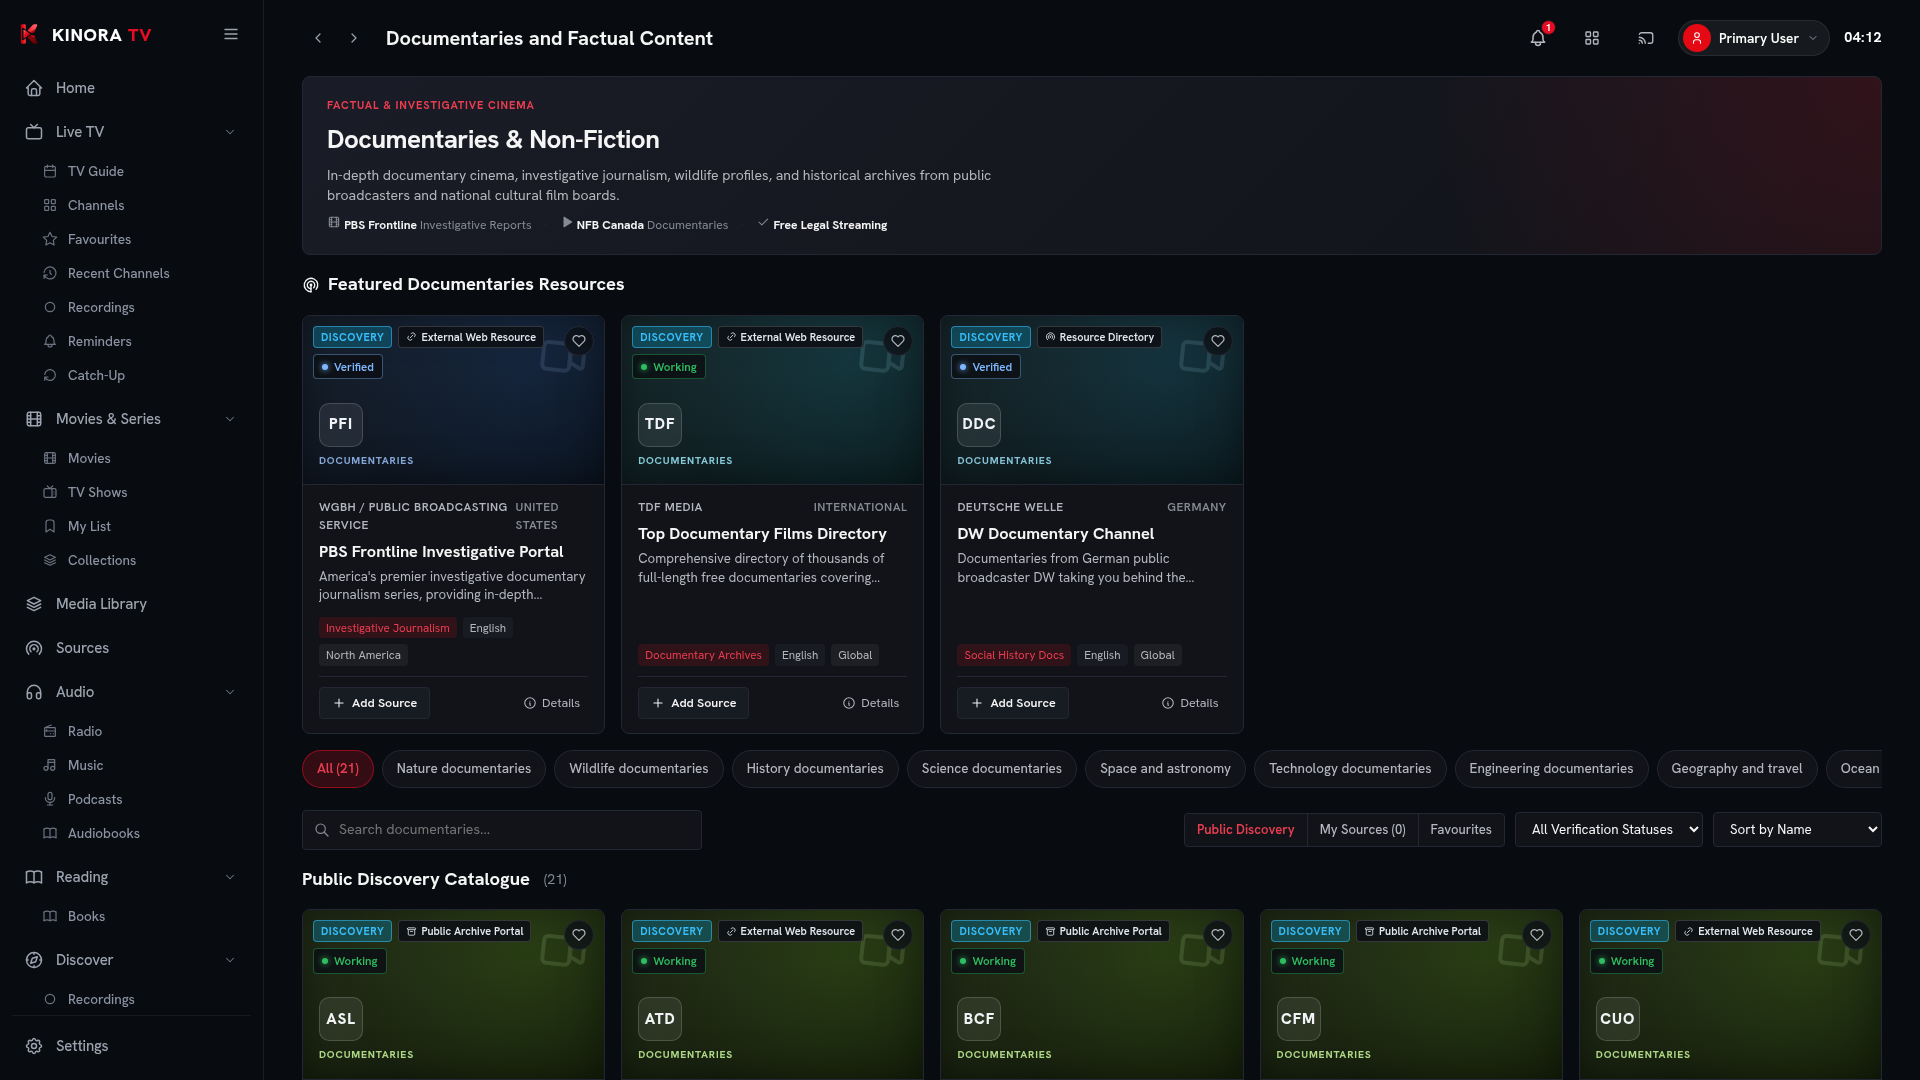 KINORA TV
Home
Live TV
TV Guide
Channels
Favourites
Recent Channels
Recordings
Reminders
Catch-Up
Movies & Series
Movies
TV Shows
My List
Collections
Media Library
Sources
Audio
Radio
Music
Podcasts
Audiobooks
Reading
Books
Discover
Recordings
Settings
Documentaries and Factual Content
1
Primary User
04:12
FACTUAL & INVESTIGATIVE CINEMA
Documentaries & Non-Fiction
In-depth documentary cinema, investigative journalism, wildlife profiles, and historical archives from public
broadcasters and national cultural film boards.
PBS Frontline Investigative Reports NFB Canada Documentaries Free Legal Streaming
Featured Documentaries Resources
DISCOVERY External Web Resource
Verified
PFI
DOCUMENTARIES
WGBH / PUBLIC BROADCASTING UNITED
SERVICE STATES
PBS Frontline Investigative Portal
America's premier investigative documentary
journalism series, providing in-depth...
Investigative Journalism English
North America
Add Source Details
DISCOVERY External Web Resource
Working
TDF
DOCUMENTARIES
TDF MEDIA INTERNATIONAL
Top Documentary Films Directory
Comprehensive directory of thousands of
full-length free documentaries covering...
Documentary Archives English Global
Add Source Details
DISCOVERY Resource Directory
Verified
DDC
DOCUMENTARIES
DEUTSCHE WELLE GERMANY
DW Documentary Channel
Documentaries from German public
broadcaster DW taking you behind the...
Social History Docs English Global
Add Source Details
All (21) Nature documentaries Wildlife documentaries History documentaries Science documentaries Space and astronomy Technology documentaries Engineering documentaries Geography and travel Ocean
Search documentaries...
Public Discovery My Sources (0) Favourites All Verification Statuses Sort by Name
Public Discovery Catalogue (21)
DISCOVERY Public Archive Portal
Working
ASL
DOCUMENTARIES
DISCOVERY External Web Resource
Working
ATD
DOCUMENTARIES
DISCOVERY Public Archive Portal
Working
BCF
DOCUMENTARIES
DISCOVERY Public Archive Portal
Working
CFM
DOCUMENTARIES
DISCOVERY External Web Resource
Working
CUO
DOCUMENTARIES